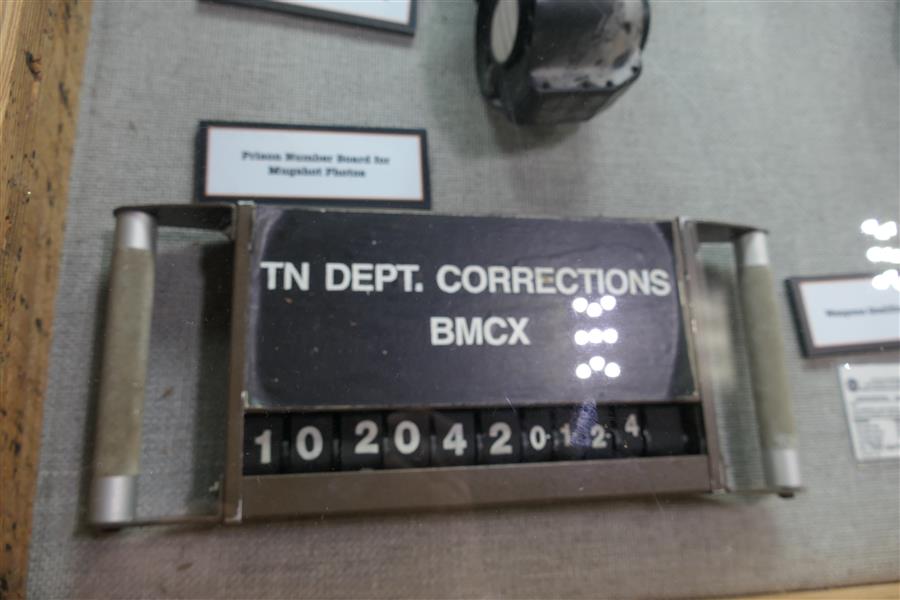 Prison Number Board for
Mugshot Photos
TN DEPT. CORRECTIONS
BMCX
1 0 2 0 4 2 0 1 2 4
Weapons